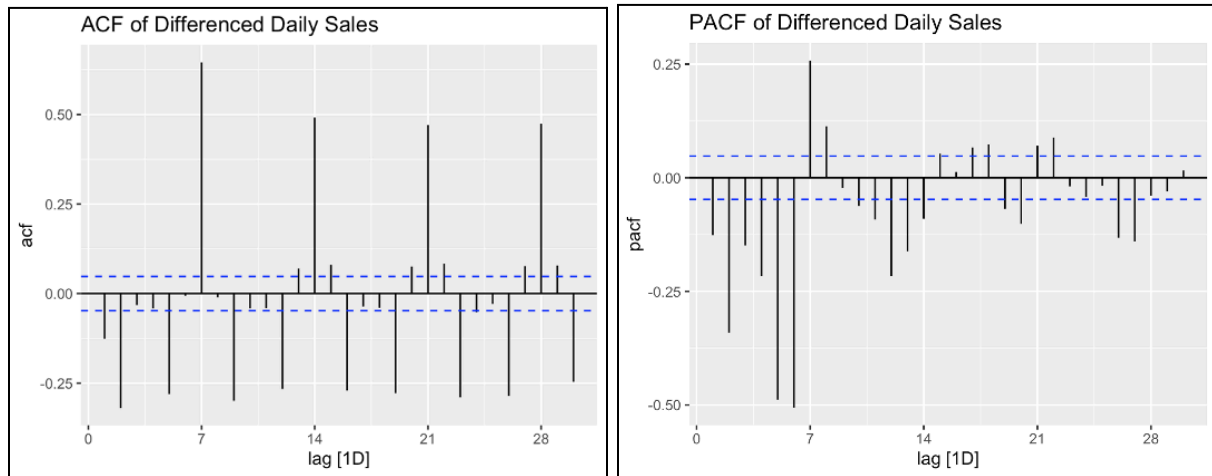 ACF of Differenced Daily Sales
0.50
0.25
0.00
-0.25
acf
0 7 14 21 28
lag [1D]
PACF of Differenced Daily Sales
0.25
0.00
-0.25
-0.50
pacf
0 7 14 21 28
lag [1D]